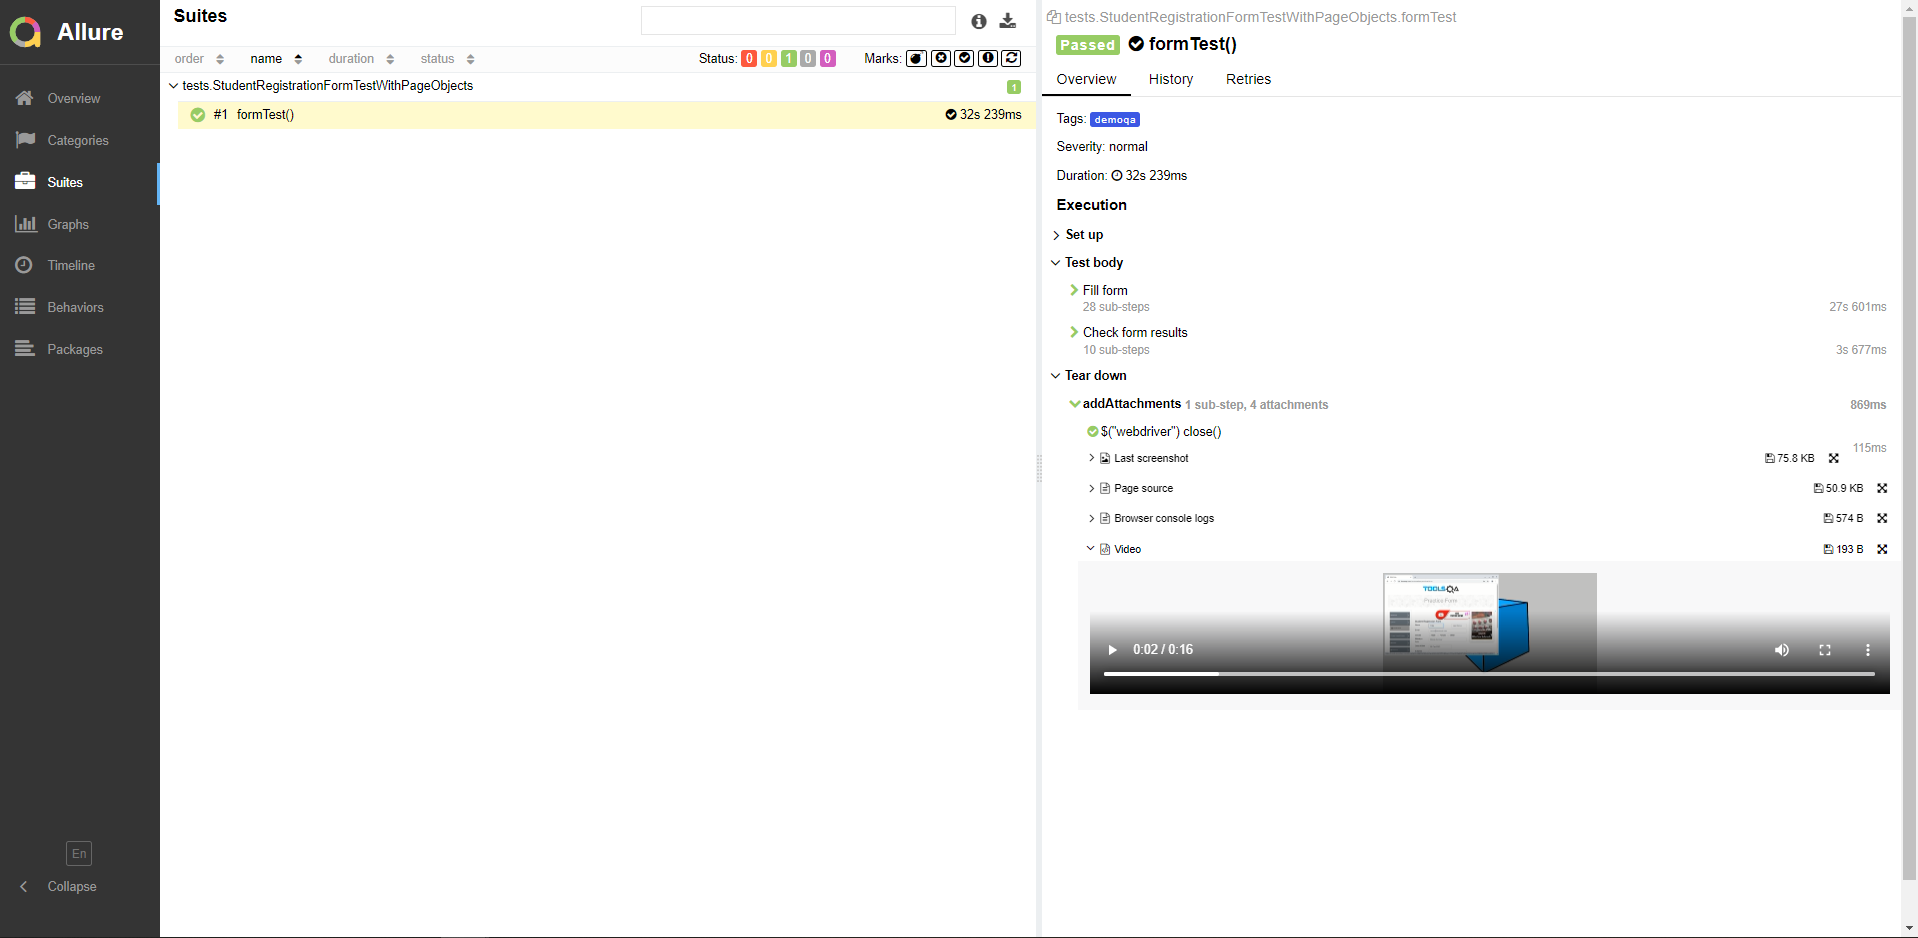 Allure
Overview
Categories
Suites
Graphs
Timeline
Behaviors
Packages
En
Collapse
Suites
order name duration status Status: 0 0 1 0 0 Marks:
tests.StudentRegistrationFormTestWithPageObjects 1
#1 formTest() 32s 239ms
tests.StudentRegistrationFormTestWithPageObjects.formTest
Passed formTest()
Overview History Retries
Tags: demoqa
Severity: normal
Duration: 32s 239ms
Execution
Set up
Test body
Fill form
28 sub-steps 27s 601ms
Check form results
10 sub-steps 3s 677ms
Tear down
addAttachments 1 sub-step, 4 attachments 869ms
$("webdriver") close()
115ms
Last screenshot 75.8 KB
Page source 50.9 KB
Browser console logs 574 B
Video 193 B
TOOLSQA
Practice Form
0:02 / 0:16